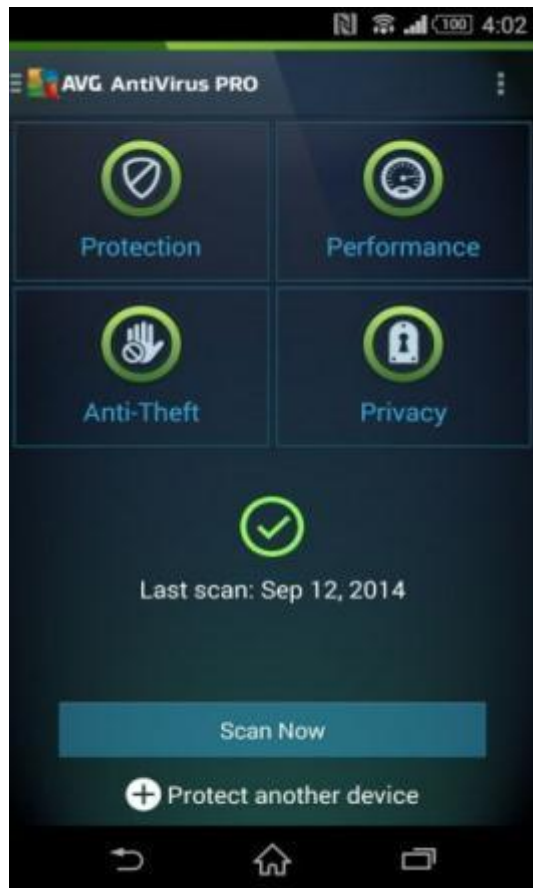 100 4:02
AVG AntiVirus PRO
Protection Performance
Anti-Theft Privacy
Last scan: Sep 12, 2014
Scan Now
Protect another device